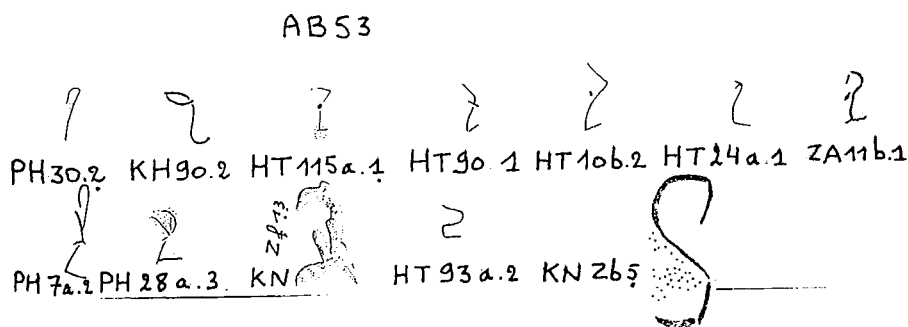 AB53
PH30.2 KH90.2 HT115a.1 HT90.1 HT10b.2 HT24a.1 ZA11b.1
PH7a.2 PH28a.3. KN Zf13 HT93a.2 KN Zb5